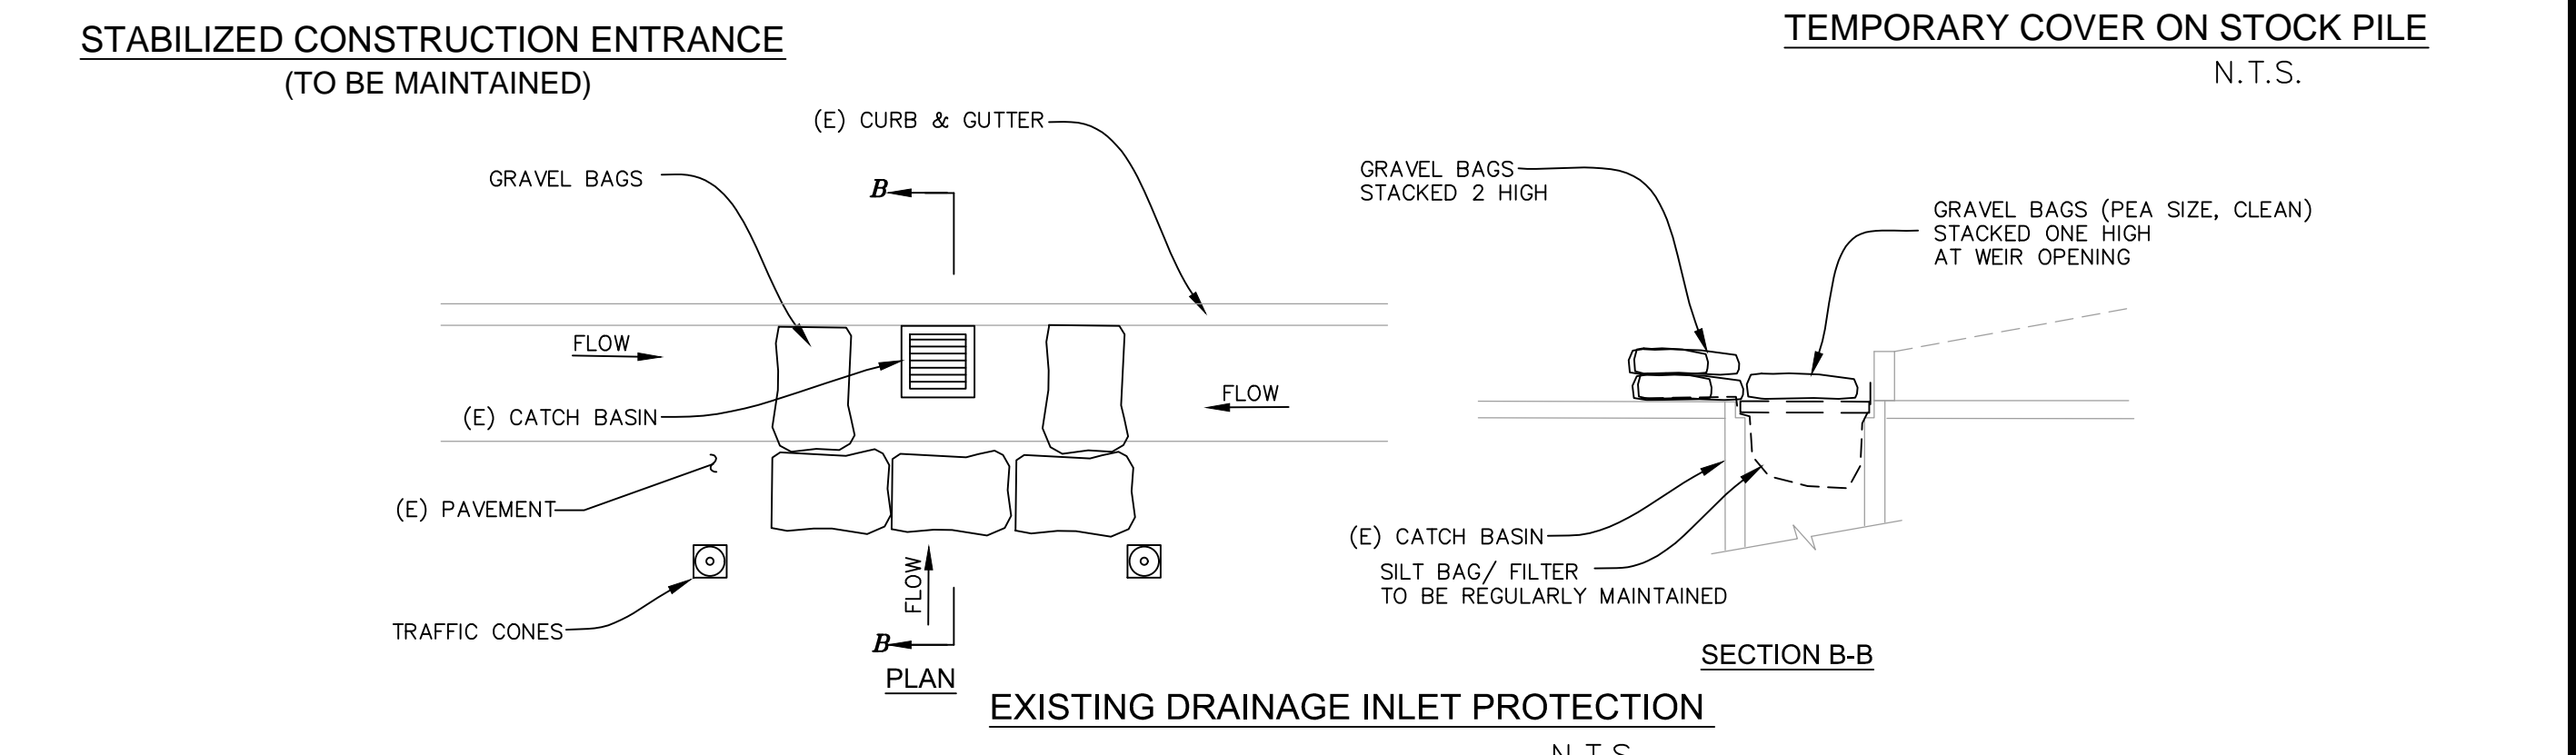 STABILIZED CONSTRUCTION ENTRANCE
(TO BE MAINTAINED)
TEMPORARY COVER ON STOCK PILE
N.T.S.
(E) CURB & GUTTER
GRAVEL BAGS
B
FLOW
(E) CATCH BASIN
FLOW
(E) PAVEMENT
FLOW
TRAFFIC CONES
B
PLAN
GRAVEL BAGS
STACKED 2 HIGH
GRAVEL BAGS (PEA SIZE, CLEAN)
STACKED ONE HIGH
AT WEIR OPENING
(E) CATCH BASIN
SILT BAG/ FILTER
TO BE REGULARLY MAINTAINED
SECTION B-B
EXISTING DRAINAGE INLET PROTECTION
N.T.S.